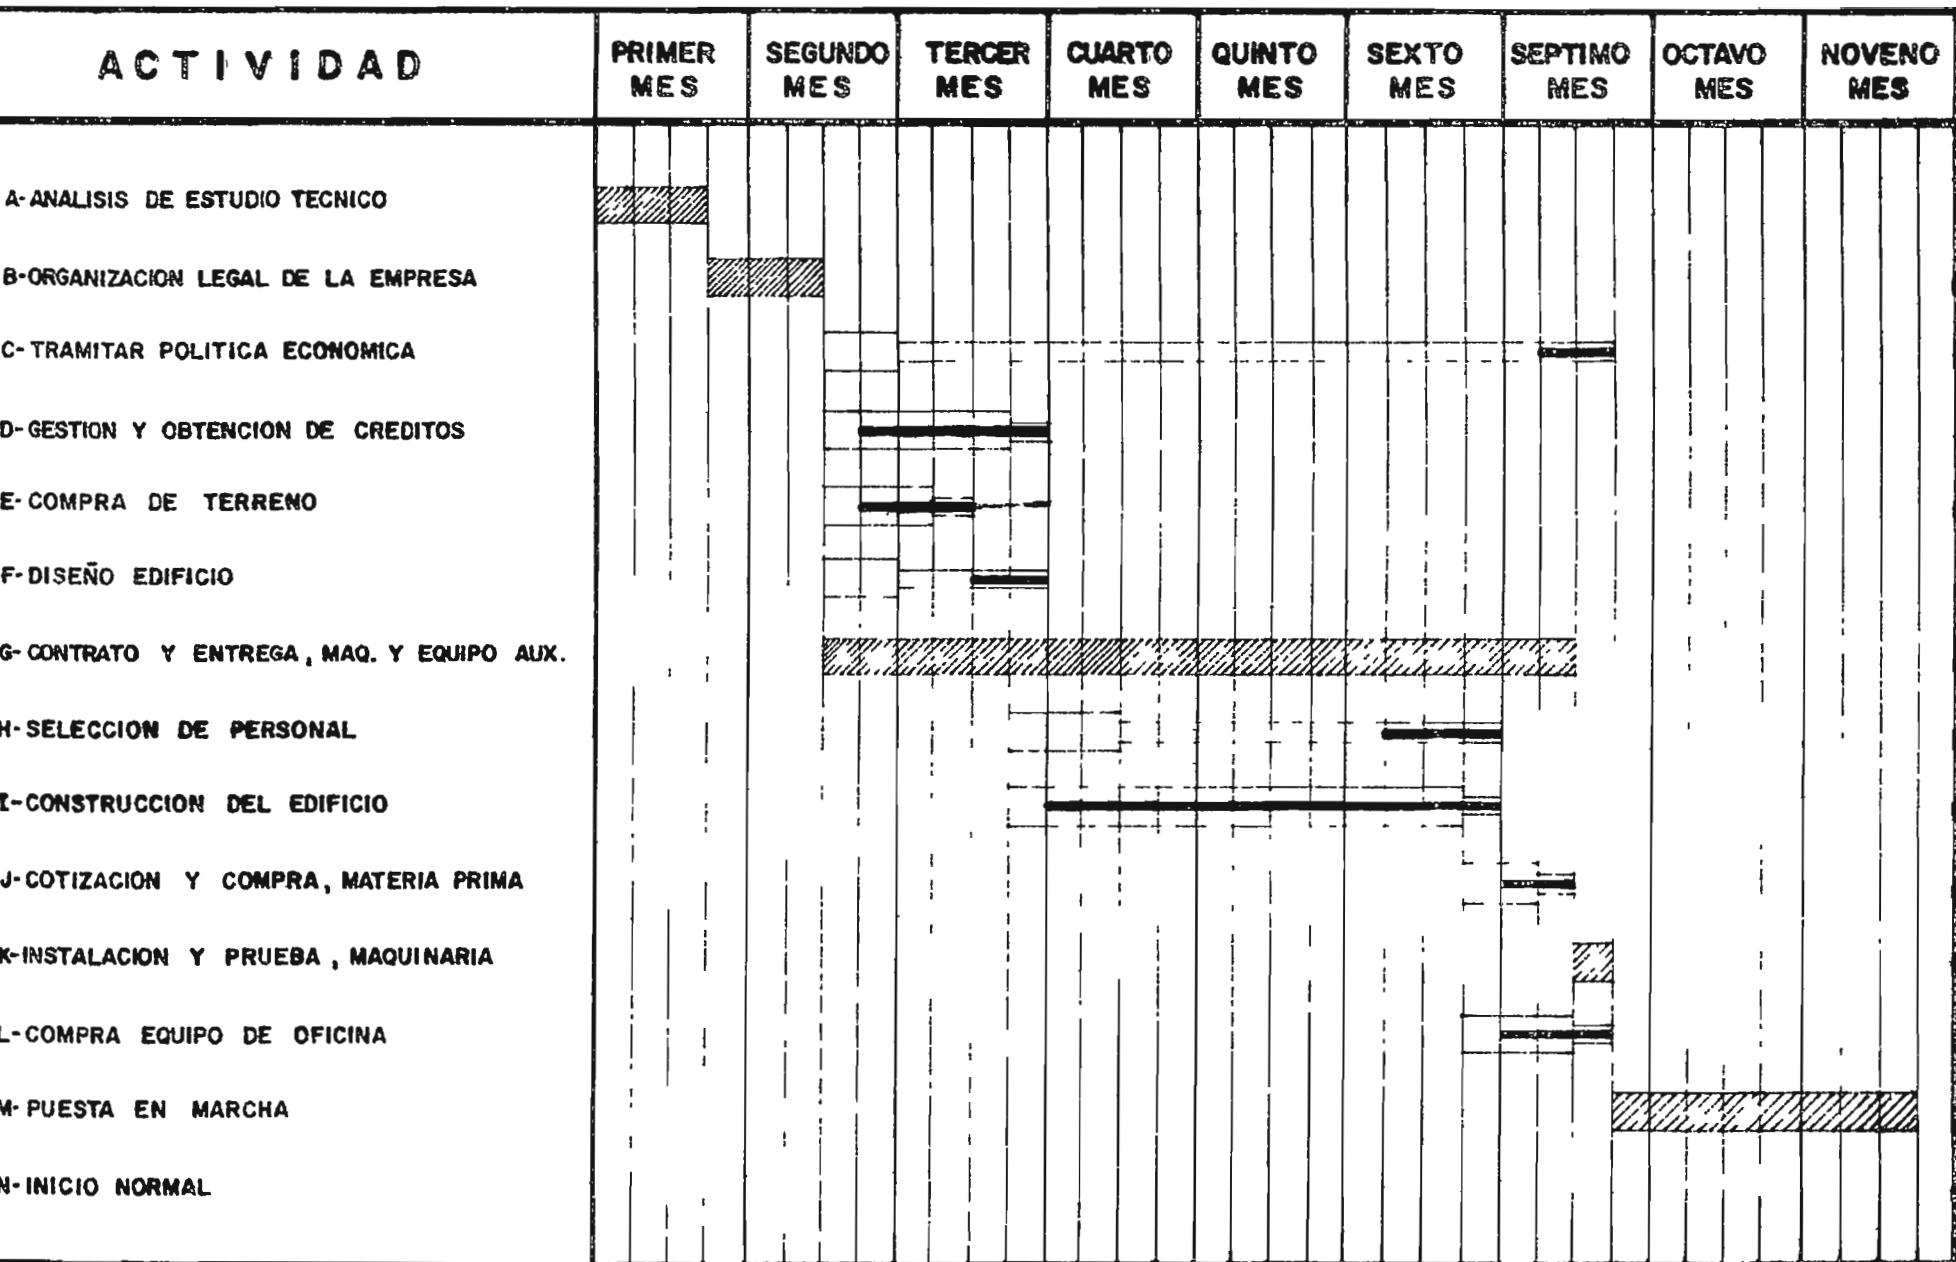 ACTIVIDAD
PRIMER MES
SEGUNDO MES
TERCER MES
CUARTO MES
QUINTO MES
SEXTO MES
SEPTIMO MES
OCTAVO MES
NOVENO MES
A-ANALISIS DE ESTUDIO TECNICO
B-ORGANIZACION LEGAL DE LA EMPRESA
C-TRAMITAR POLITICA ECONOMICA
D-GESTION Y OBTENCION DE CREDITOS
E-COMPRA DE TERRENO
F-DISEÑO EDIFICIO
G-CONTRATO Y ENTREGA, MAQ. Y EQUIPO AUX.
H-SELECCION DE PERSONAL
I-CONSTRUCCION DEL EDIFICIO
J-COTIZACION Y COMPRA, MATERIA PRIMA
K-INSTALACION Y PRUEBA, MAQUINARIA
L-COMPRA EQUIPO DE OFICINA
M-PUESTA EN MARCHA
N-INICIO NORMAL